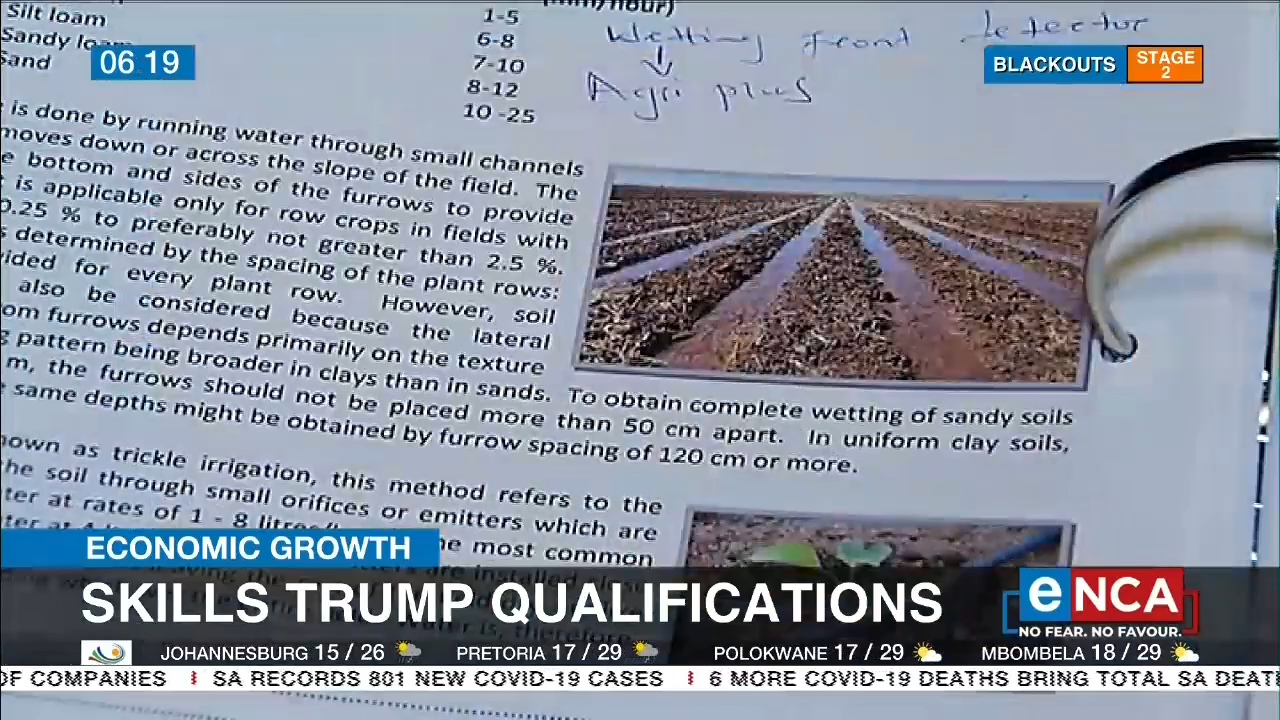 (mm/hour)
Silt loam 1-5
Sandy loam 6-8
Sand 7-10
8-12
10 -25
Wetting front detector
Agri plus
06:19
BLACKOUTS STAGE 2
is done by running water through small channels
moves down or across the slope of the field. The
bottom and sides of the furrows to provide
is applicable only for row crops in fields with
0.25 % to preferably not greater than 2.5 %.
determined by the spacing of the plant rows:
for every plant row. However, soil
also be considered because the lateral
furrows depends primarily on the texture
pattern being broader in clays than in sands. To obtain complete wetting of sandy soils
m, the furrows should not be placed more than 50 cm apart. In uniform clay soils,
same depths might be obtained by furrow spacing of 120 cm or more.
as trickle irrigation, this method refers to the
the soil through small orifices or emitters which are
at rates of 1 - 8
most common
ECONOMIC GROWTH
SKILLS TRUMP QUALIFICATIONS
eNCA
NO FEAR. NO FAVOUR.
JOHANNESBURG 15 / 26 PRETORIA 17 / 29 POLOKWANE 17 / 29 MBOMBELA 18 / 29
OF COMPANIES SA RECORDS 801 NEW COVID-19 CASES 6 MORE COVID-19 DEATHS BRING TOTAL SA